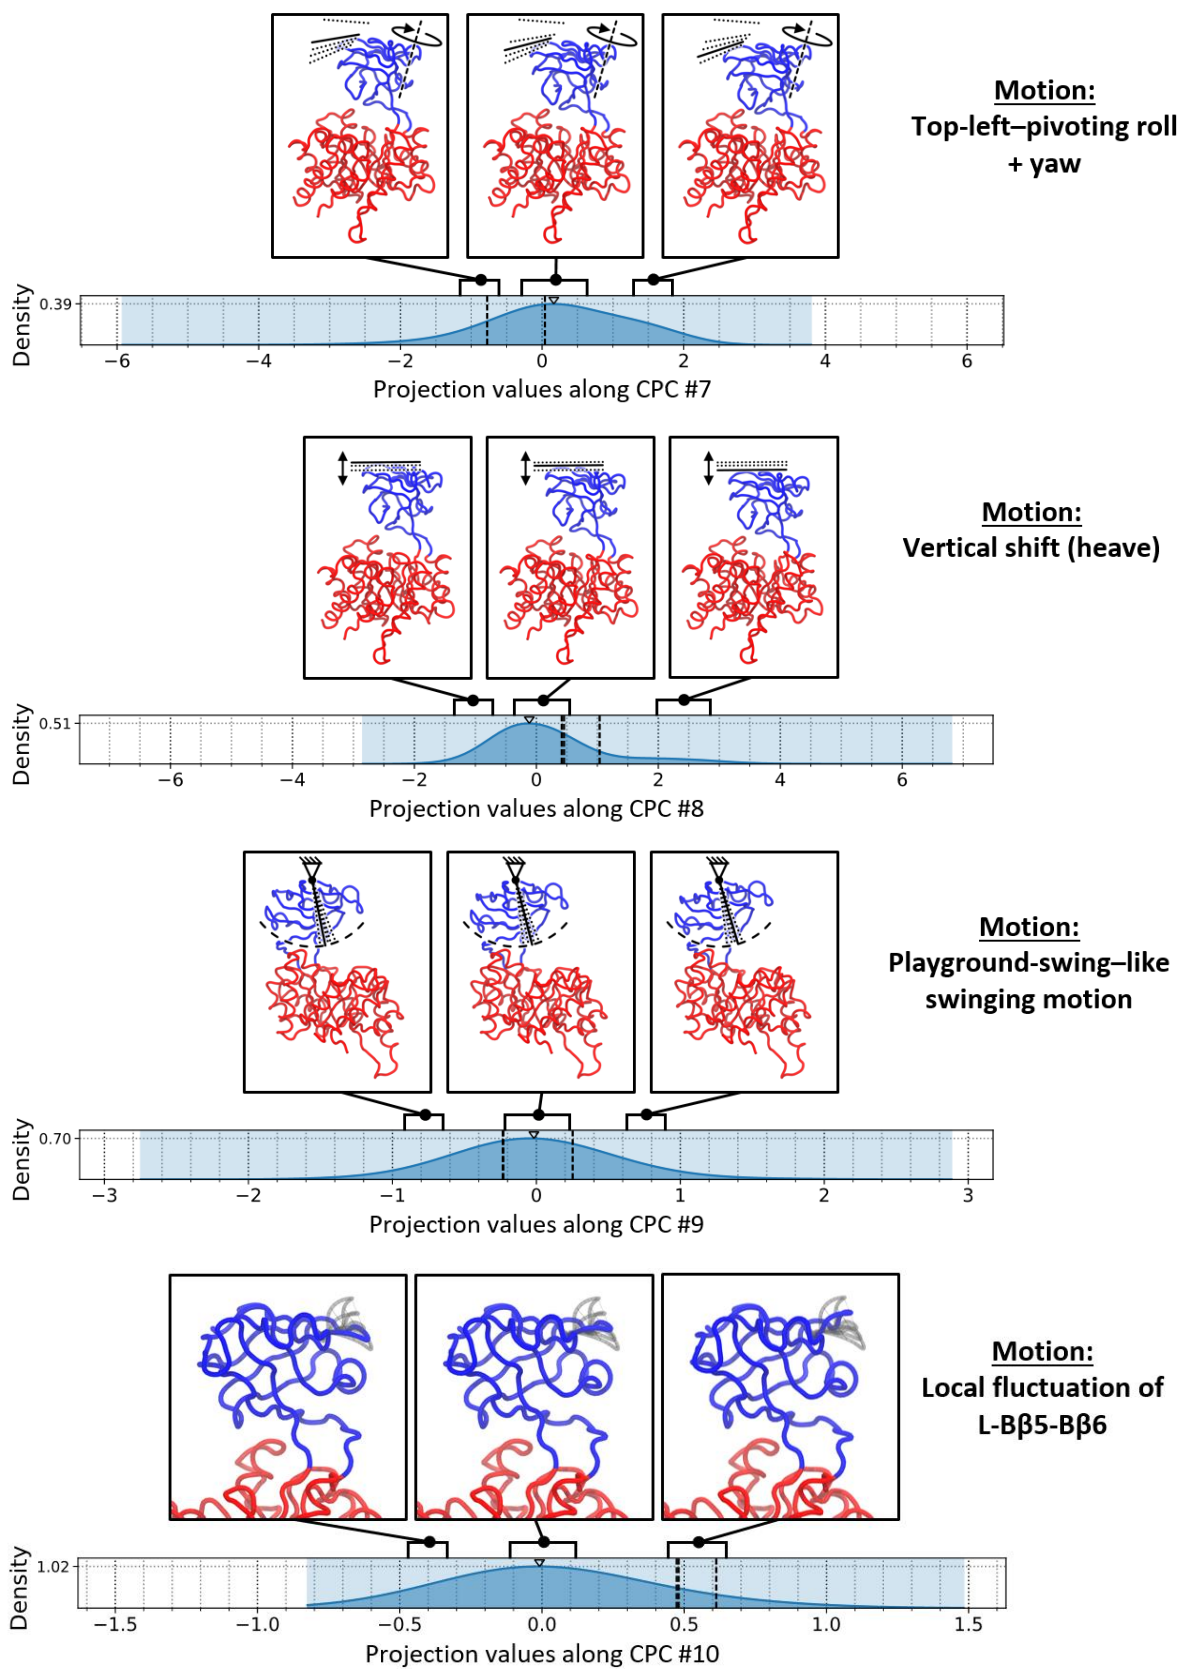 Motion:
Top-left–pivoting roll
+ yaw
Density
0.39
−6 −4 −2 0 2 4 6
Projection values along CPC #7
Motion:
Vertical shift (heave)
Density
0.51
−6 −4 −2 0 2 4 6
Projection values along CPC #8
Motion:
Playground-swing–like
swinging motion
Density
0.70
−3 −2 −1 0 1 2 3
Projection values along CPC #9
Motion:
Local fluctuation of
L-Bβ5-Bβ6
Density
1.02
−1.5 −1.0 −0.5 0.0 0.5 1.0 1.5
Projection values along CPC #10